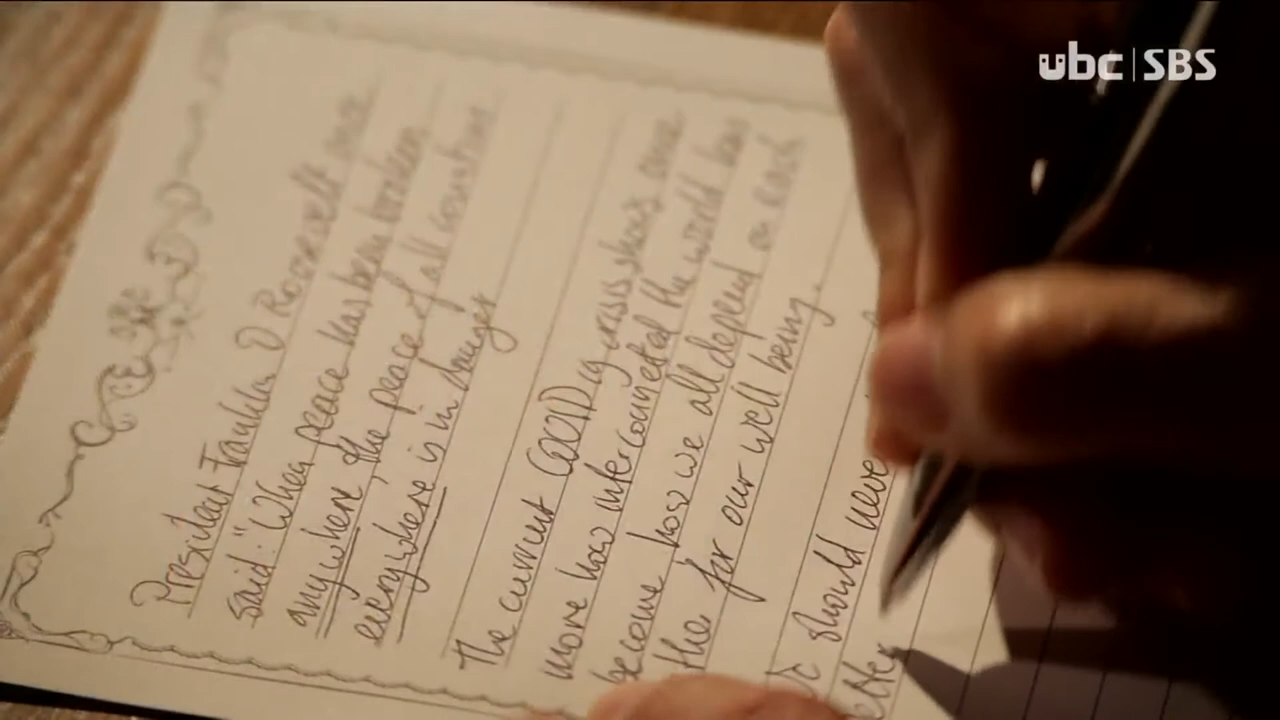 ubc SBS
President Franklin D Roosevelt once
said: "When peace has been broken
anywhere, the peace of all countries
everywhere is in danger
The current COVID 19 crisis shows once
more how interconnected the world has
become how we all depend on each
other for our well being.
should never